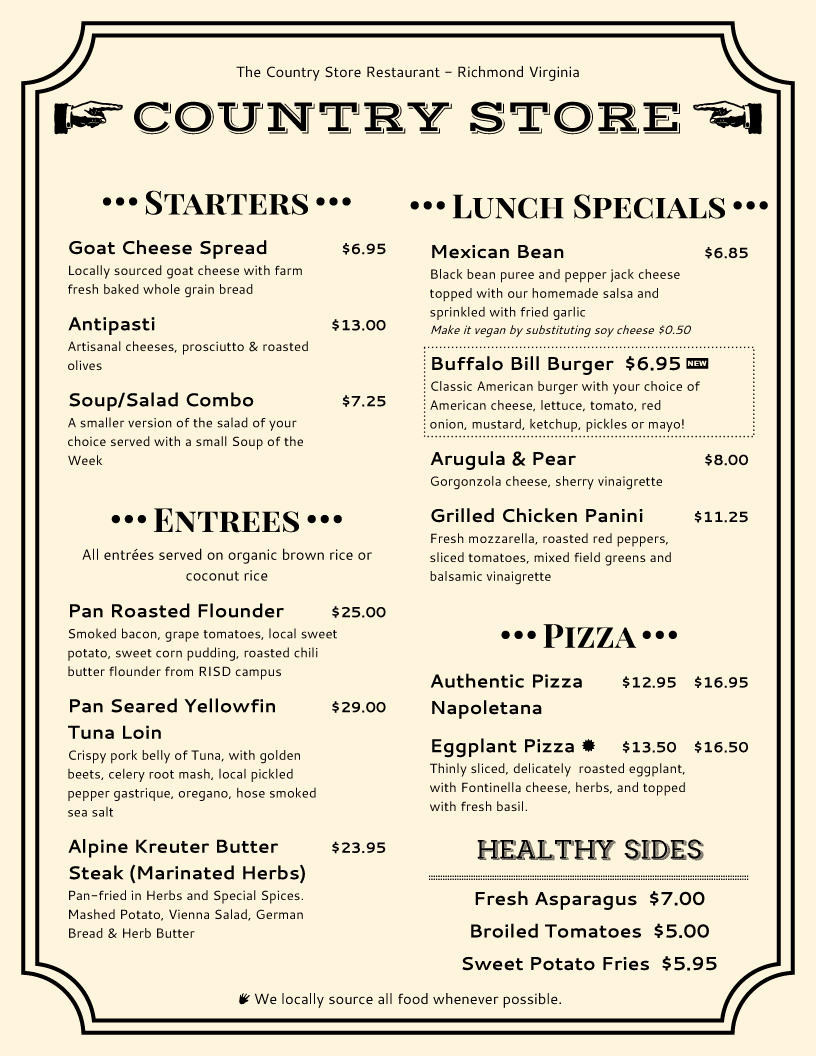 The Country Store Restaurant - Richmond Virginia
COUNTRY STORE
••• Starters •••
Goat Cheese Spread $6.95
Locally sourced goat cheese with farm
fresh baked whole grain bread
Antipasti $13.00
Artisanal cheeses, prosciutto & roasted
olives
Soup/Salad Combo $7.25
A smaller version of the salad of your
choice served with a small Soup of the
Week
••• Entrees •••
All entrées served on organic brown rice or
coconut rice
Pan Roasted Flounder $25.00
Smoked bacon, grape tomatoes, local sweet
potato, sweet corn pudding, roasted chili
butter flounder from RISD campus
Pan Seared Yellowfin $29.00
Tuna Loin
Crispy pork belly of Tuna, with golden
beets, celery root mash, local pickled
pepper gastrique, oregano, hose smoked
sea salt
Alpine Kreuter Butter $23.95
Steak (Marinated Herbs)
Pan-fried in Herbs and Special Spices.
Mashed Potato, Vienna Salad, German
Bread & Herb Butter
••• Lunch Specials •••
Mexican Bean $6.85
Black bean puree and pepper jack cheese
topped with our homemade salsa and
sprinkled with fried garlic
Make it vegan by substituting soy cheese $0.50
Buffalo Bill Burger $6.95 NEW
Classic American burger with your choice of
American cheese, lettuce, tomato, red
onion, mustard, ketchup, pickles or mayo!
Arugula & Pear $8.00
Gorgonzola cheese, sherry vinaigrette
Grilled Chicken Panini $11.25
Fresh mozzarella, roasted red peppers,
sliced tomatoes, mixed field greens and
balsamic vinaigrette
••• Pizza •••
Authentic Pizza $12.95 $16.95
Napoletana
Eggplant Pizza $13.50 $16.50
Thinly sliced, delicately roasted eggplant,
with Fontinella cheese, herbs, and topped
with fresh basil.
HEALTHY SIDES
Fresh Asparagus $7.00
Broiled Tomatoes $5.00
Sweet Potato Fries $5.95
We locally source all food whenever possible.